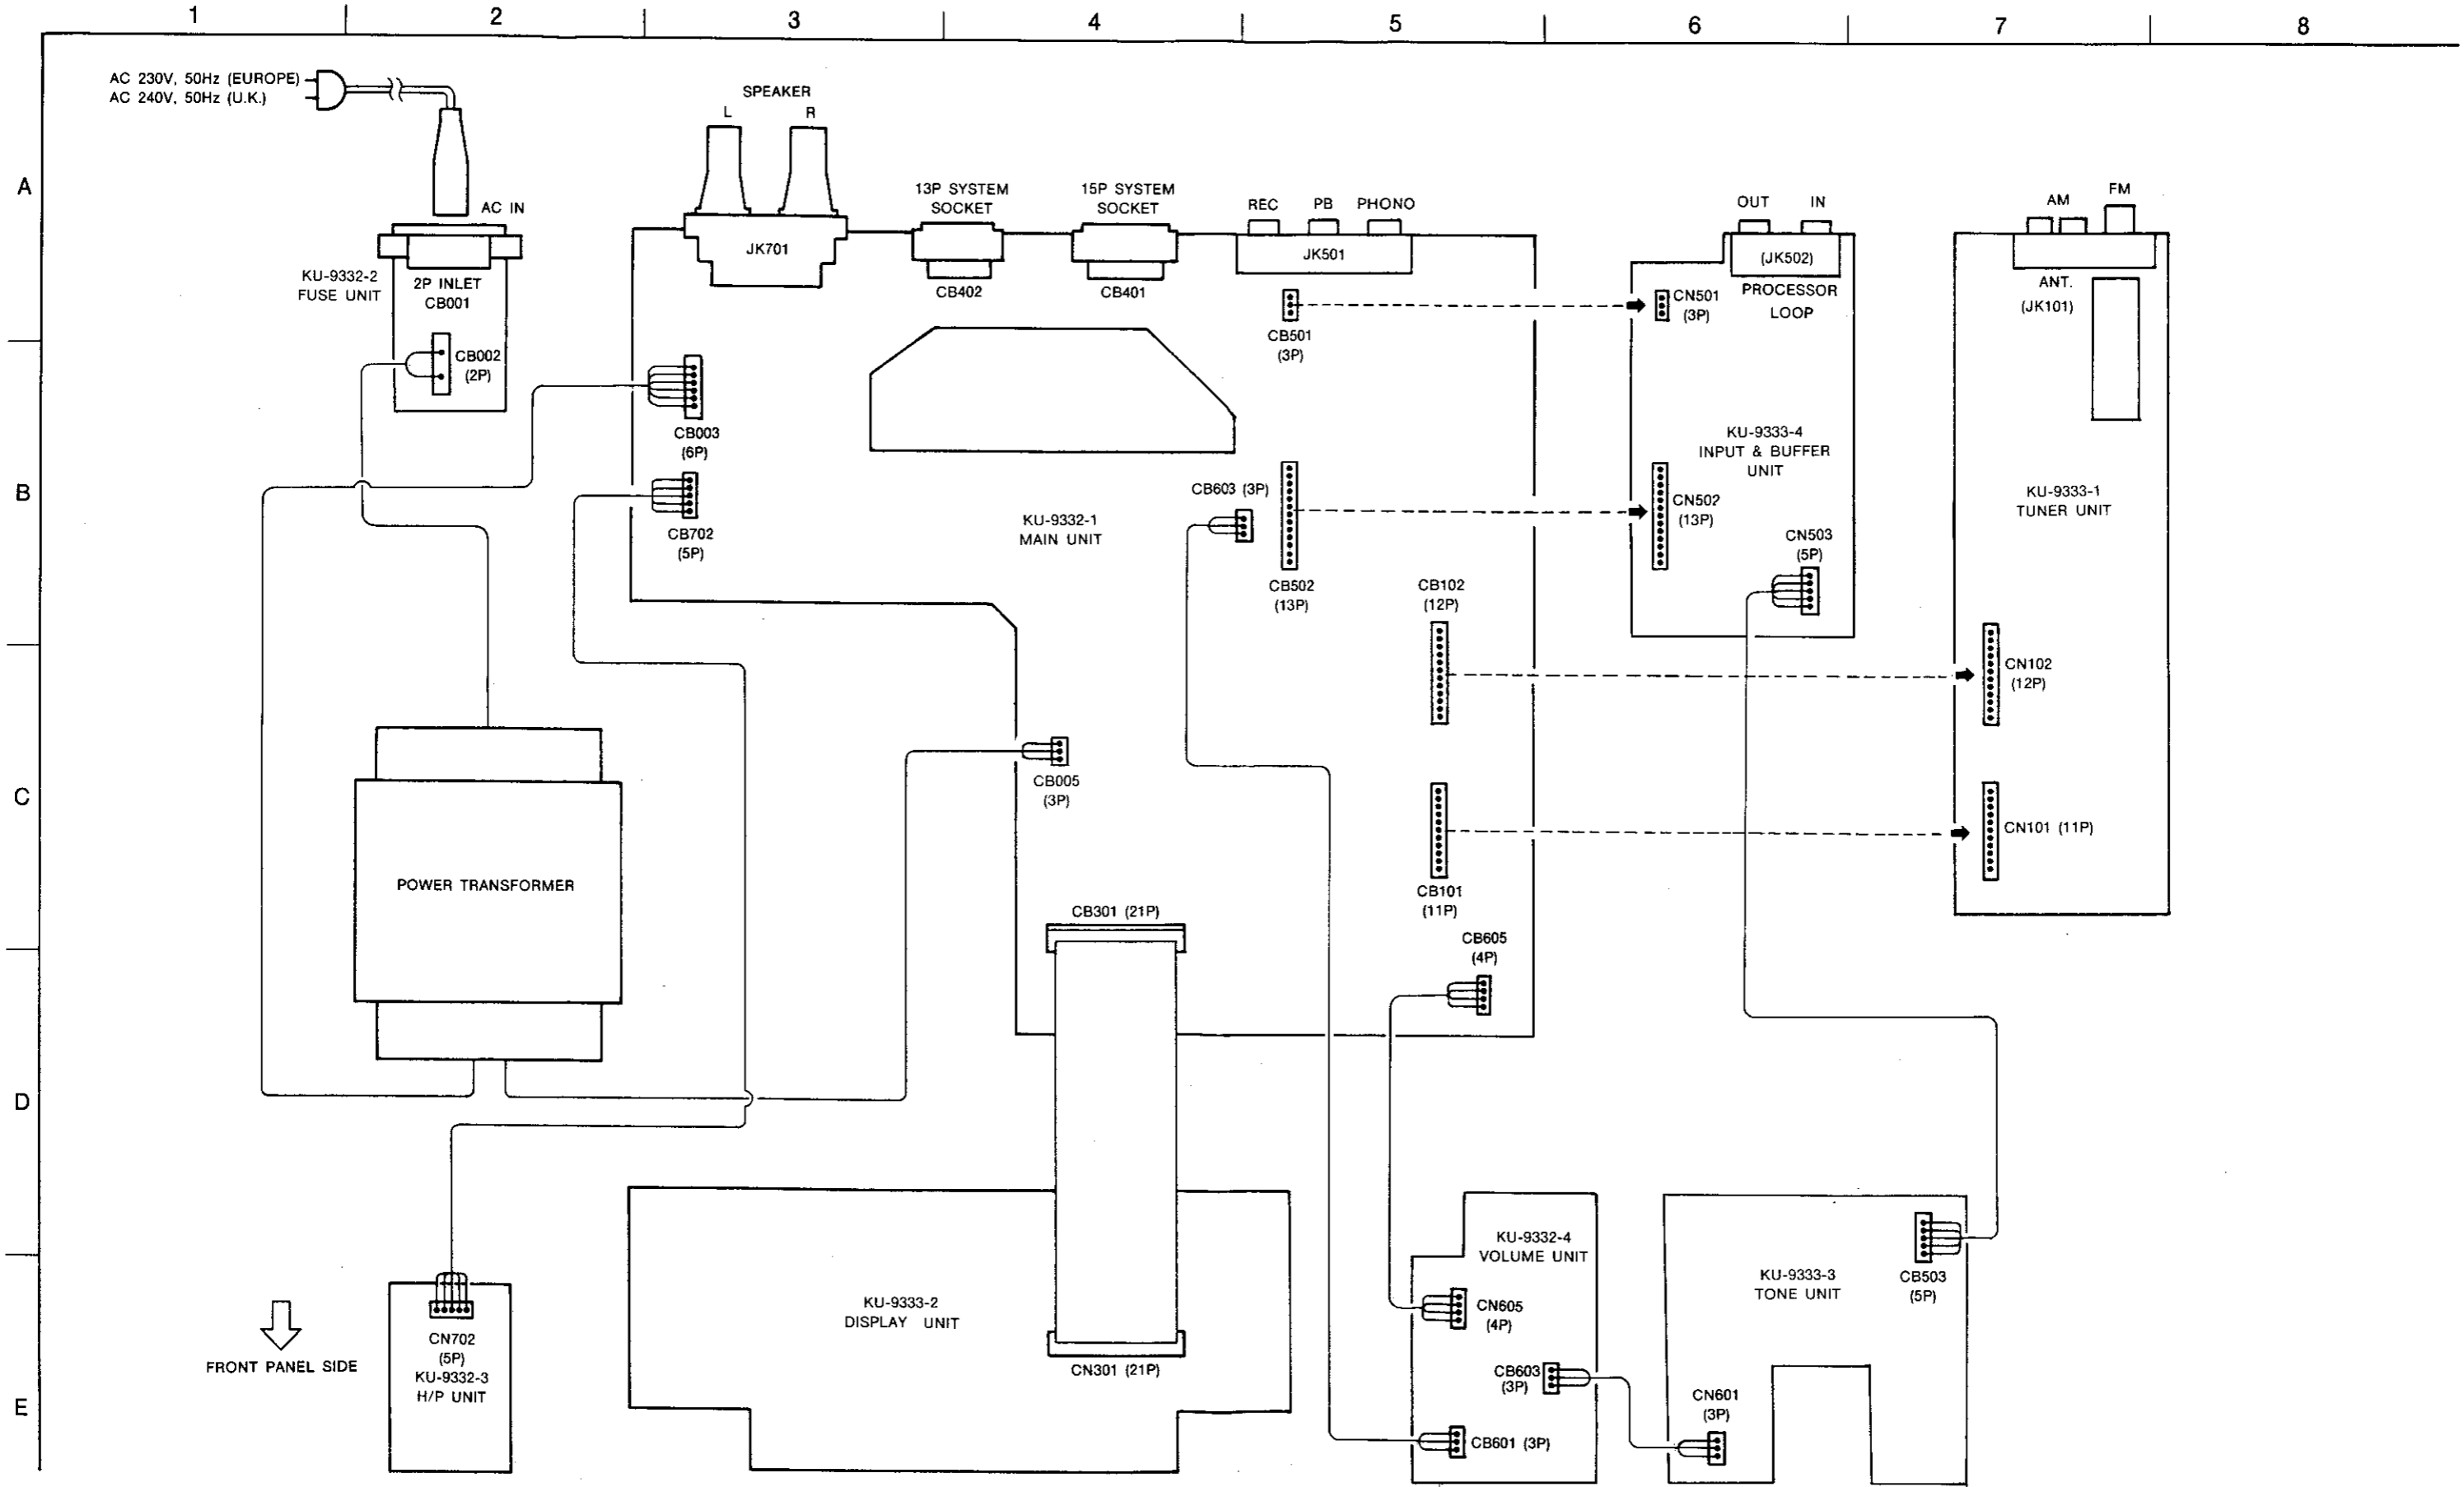 1 2 3 4 5 6 7 8
AC 230V, 50Hz (EUROPE)
AC 240V, 50Hz (U.K.)
SPEAKER
L R
A
AC IN
13P SYSTEM
SOCKET
15P SYSTEM
SOCKET
REC PB PHONO
OUT IN
AM FM
JK701
JK501
(JK502)
KU-9332-2
FUSE UNIT
2P INLET
CB001
CB402
CB401
PROCESSOR
LOOP
ANT.
(JK101)
CN501
(3P)
CB501
(3P)
CB002
(2P)
CB003
(6P)
KU-9333-4
INPUT & BUFFER
UNIT
B
CB603 (3P)
CN502
(13P)
KU-9333-1
TUNER UNIT
KU-9332-1
MAIN UNIT
CB702
(5P)
CN503
(5P)
CB502
(13P)
CB102
(12P)
CN102
(12P)
CB005
(3P)
C
CN101 (11P)
POWER TRANSFORMER
CB101
(11P)
CB301 (21P)
CB605
(4P)
D
KU-9332-4
VOLUME UNIT
KU-9333-3
TONE UNIT
CB503
(5P)
KU-9333-2
DISPLAY UNIT
CN605
(4P)
CN702
(5P)
KU-9332-3
H/P UNIT
FRONT PANEL SIDE
CN301 (21P)
CB603
(3P)
CN601
(3P)
E
CB601 (3P)